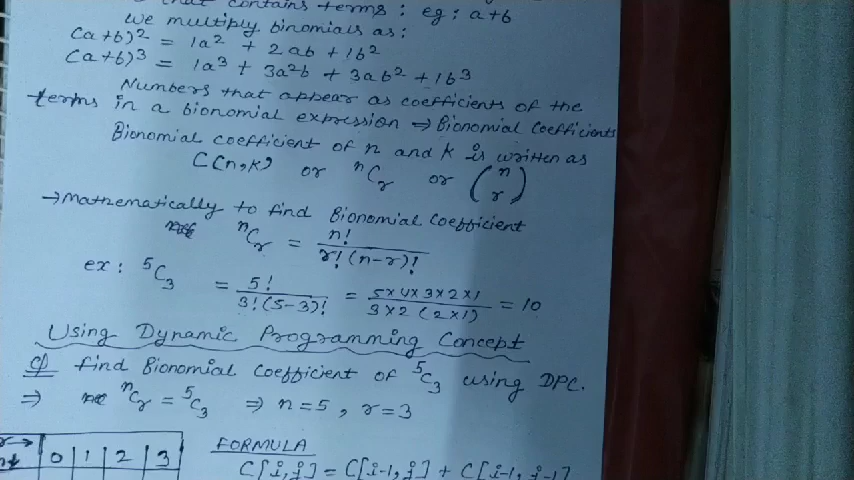 that contains terms : eg : a+b
we multiply binomials as :
(a+b)2 = 1a² + 2ab + 1b²
(a+b)3 = 1a³ + 3a²b + 3ab² + 1b³
Numbers that appear as coefficients of the
terms in a bionomial expression ⇒ Bionomial Coefficients
Bionomial coefficient of n and k is written as
C(n,k) or ⁿCᵣ or (n r)
→ Mathematically to find Bionomial Coefficient
ⁿCᵣ = n! / r! (n-r)!
ex : ⁵C₃ = 5! / 3! (5-3)! = 5×4×3×2×1 / 3×2 (2×1) = 10
Using Dynamic Programming Concept
Q find Bionomial Coefficient of ⁵C₃ using DPC.
⇒ ⁿCᵣ = ⁵C₃ ⇒ n=5 , r=3
r→ 0 1 2 3
FORMULA
C[i,j] = C[i-1,j] + C[i-1,j-1]